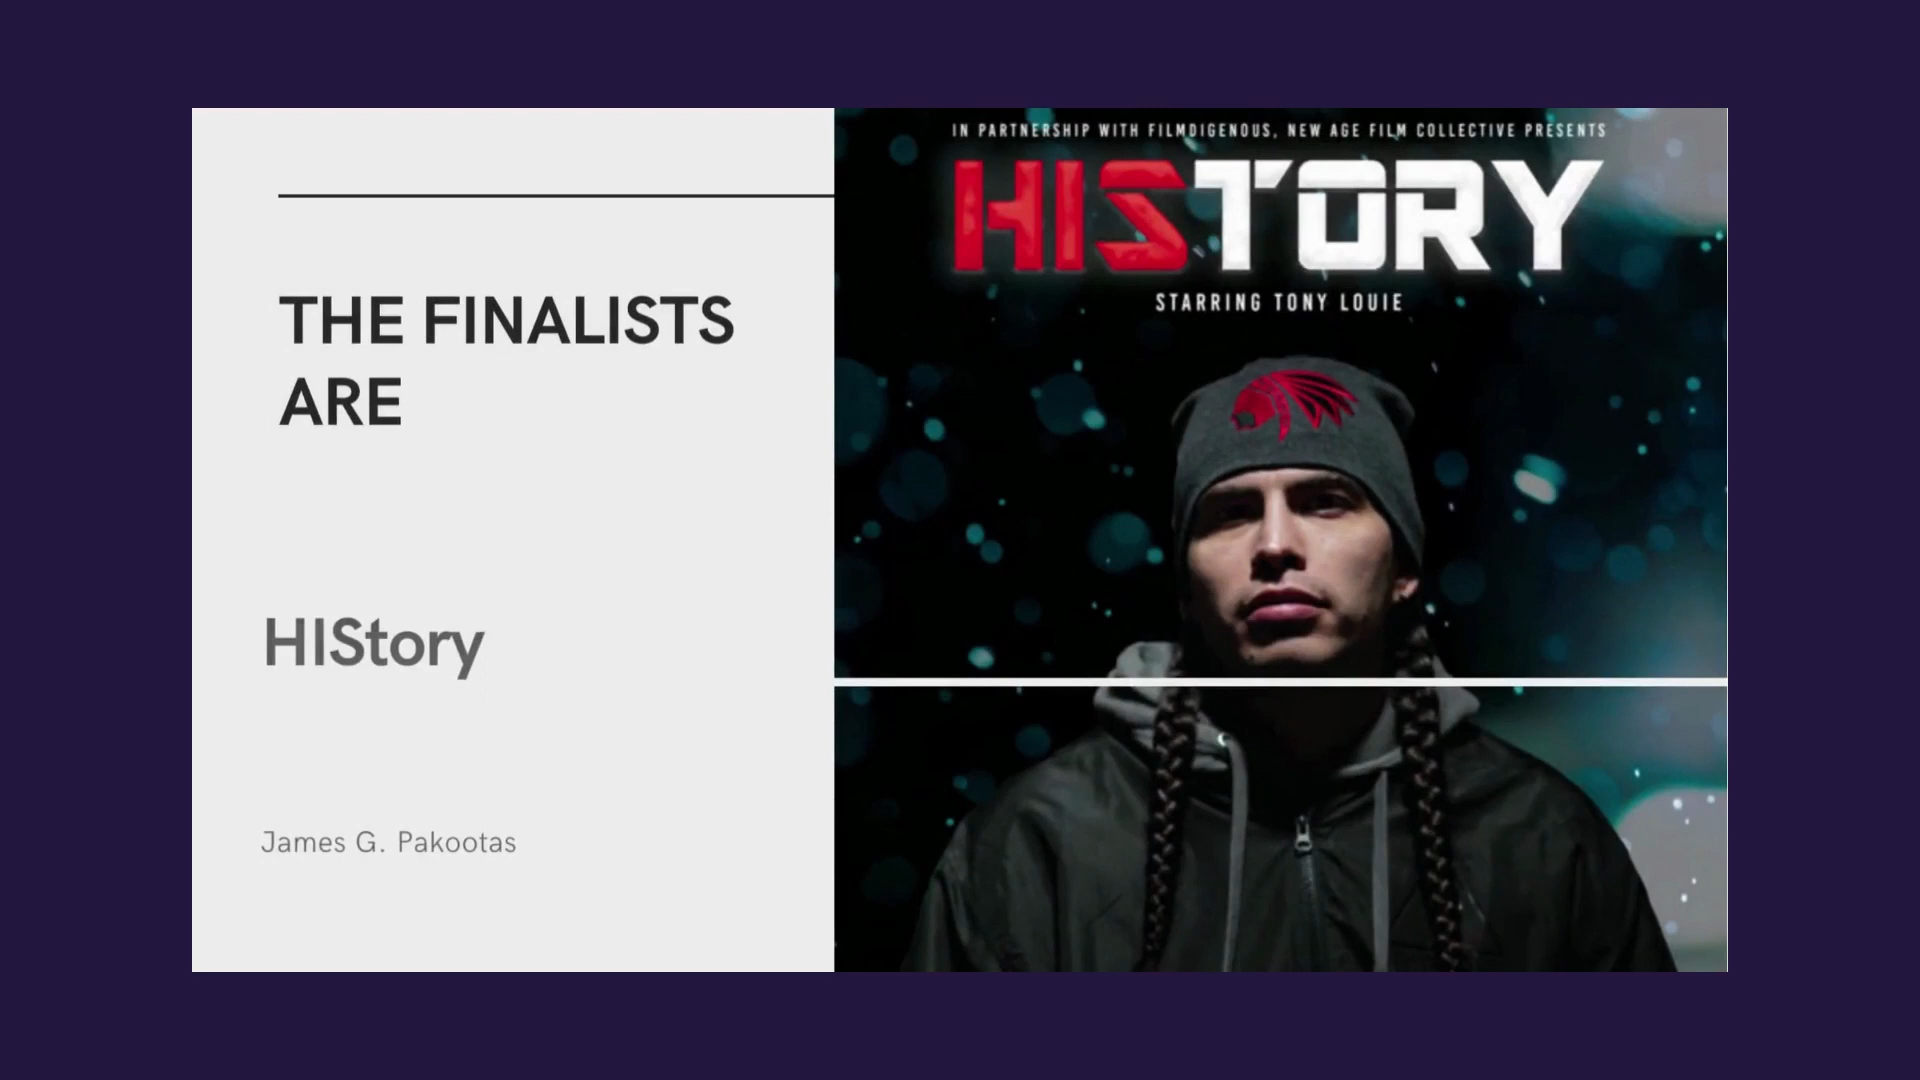 THE FINALISTS
ARE
HIStory
James G. Pakootas
IN PARTNERSHIP WITH FILMDIGENOUS, NEW AGE FILM COLLECTIVE PRESENTS
HISTORY
STARRING TONY LOUIE